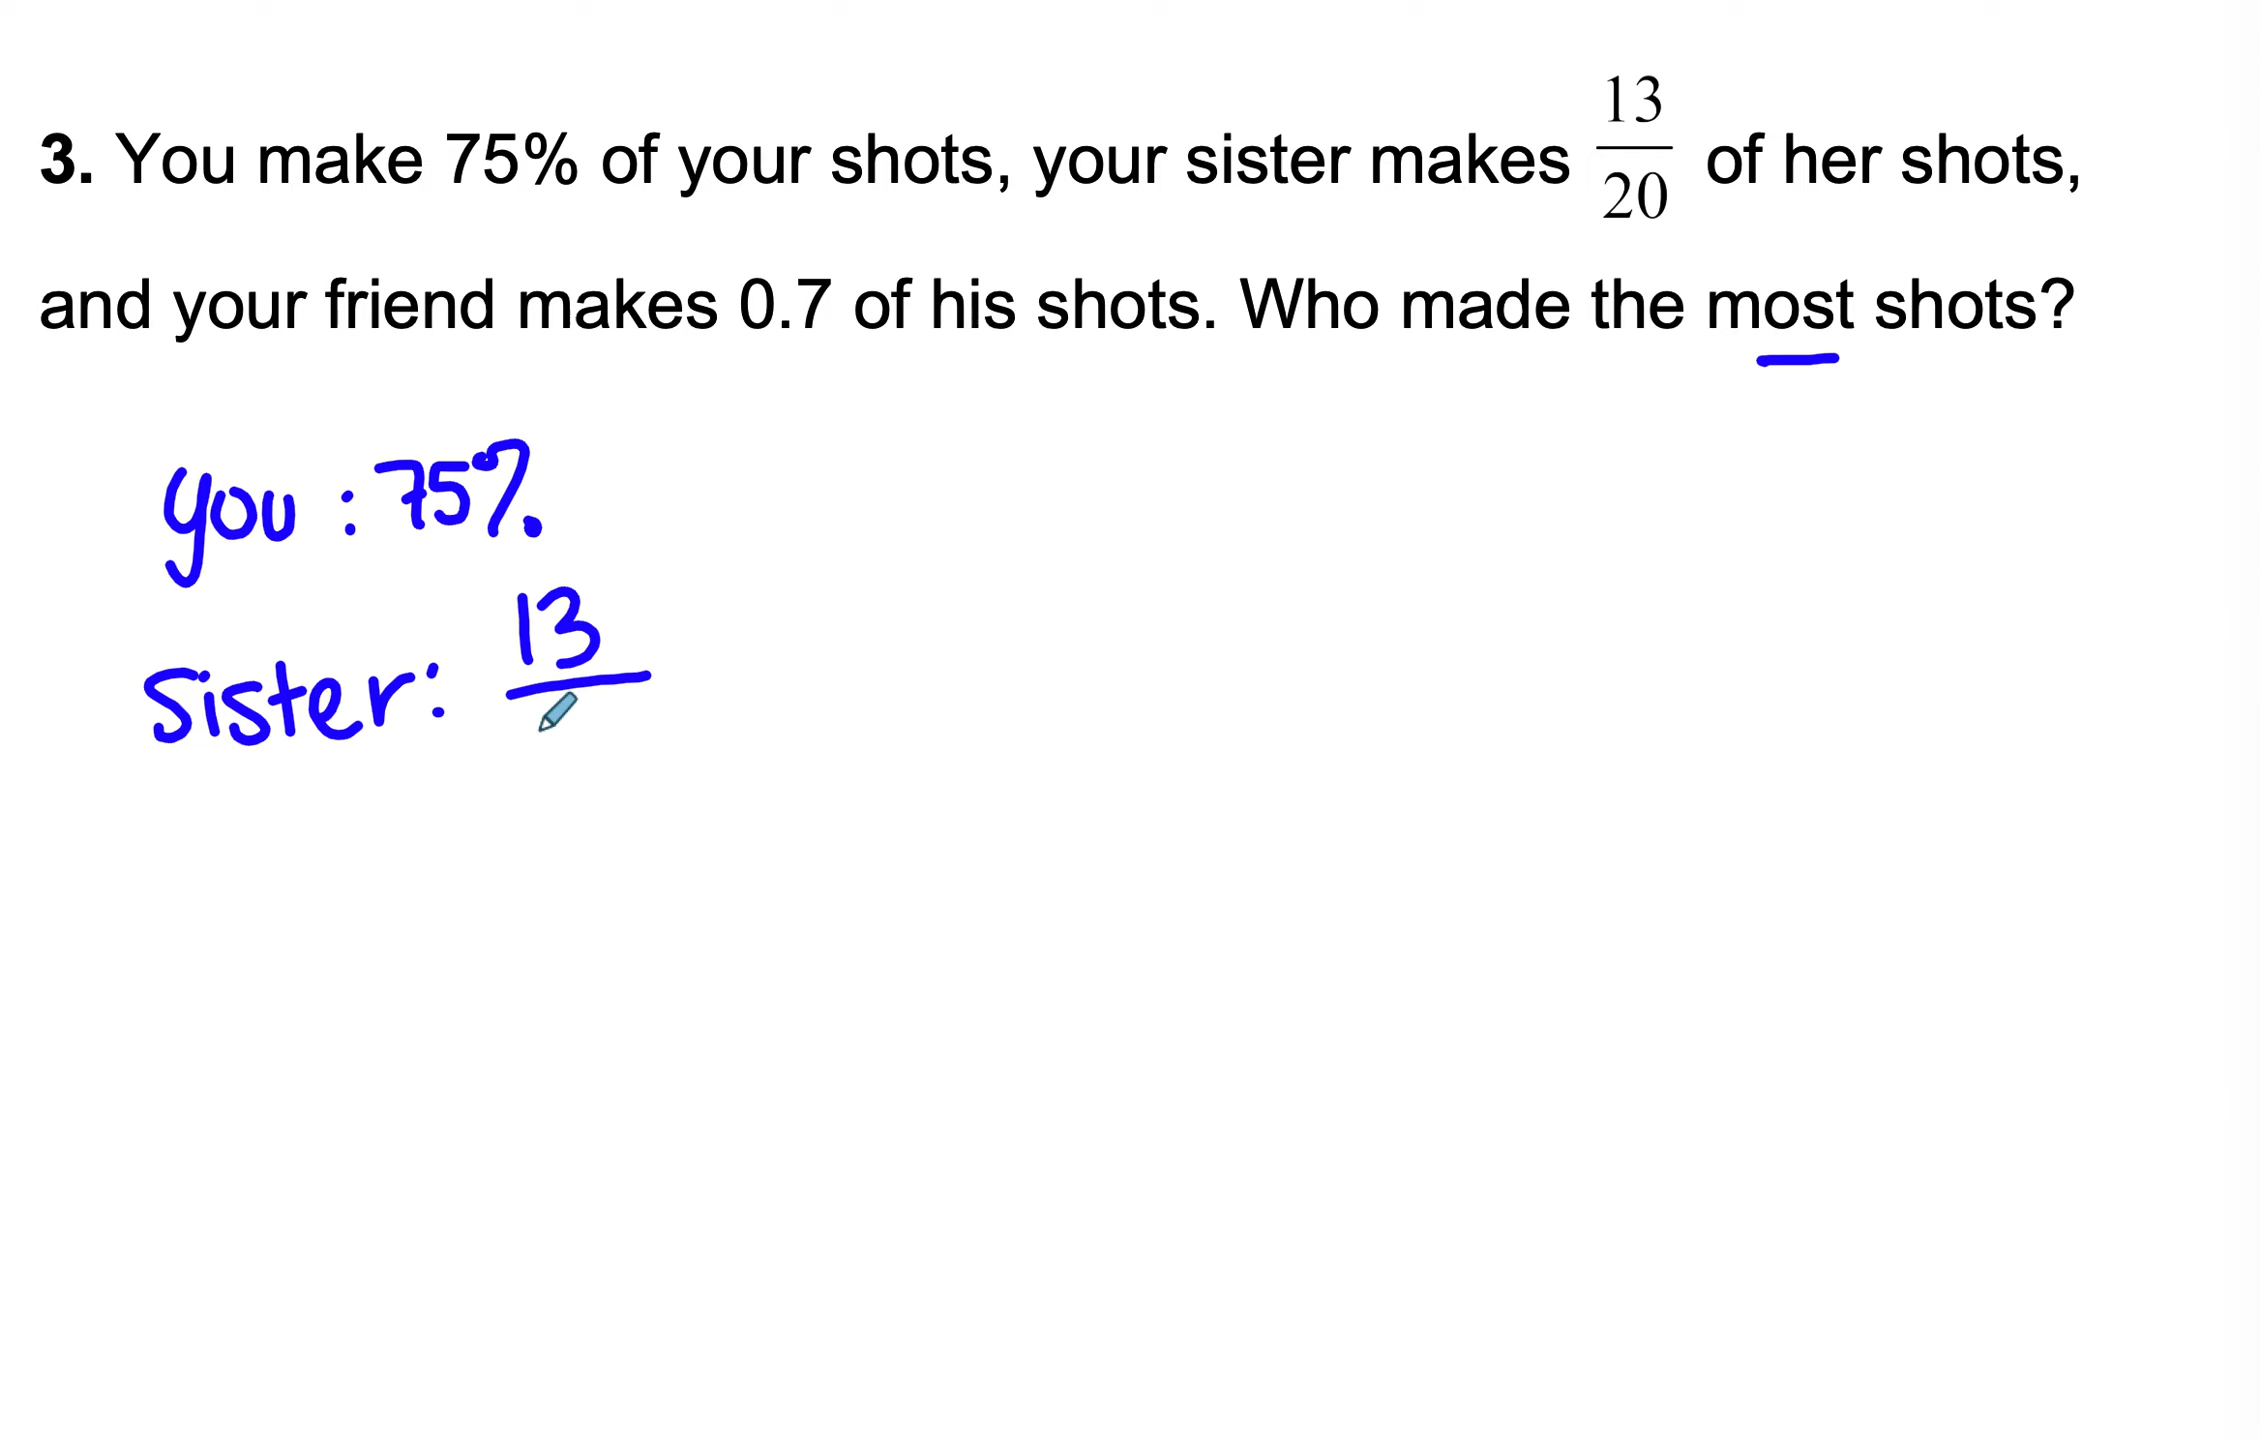 3. You make 75% of your shots, your sister makes 13/20 of her shots,
and your friend makes 0.7 of his shots. Who made the most shots?
you : 75%
Sister: 13